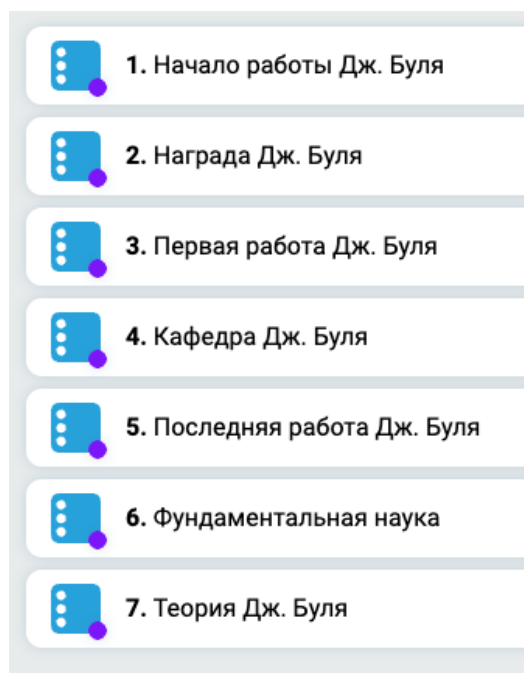 1. Начало работы Дж. Буля
2. Награда Дж. Буля
3. Первая работа Дж. Буля
4. Кафедра Дж. Буля
5. Последняя работа Дж. Буля
6. Фундаментальная наука
7. Теория Дж. Буля